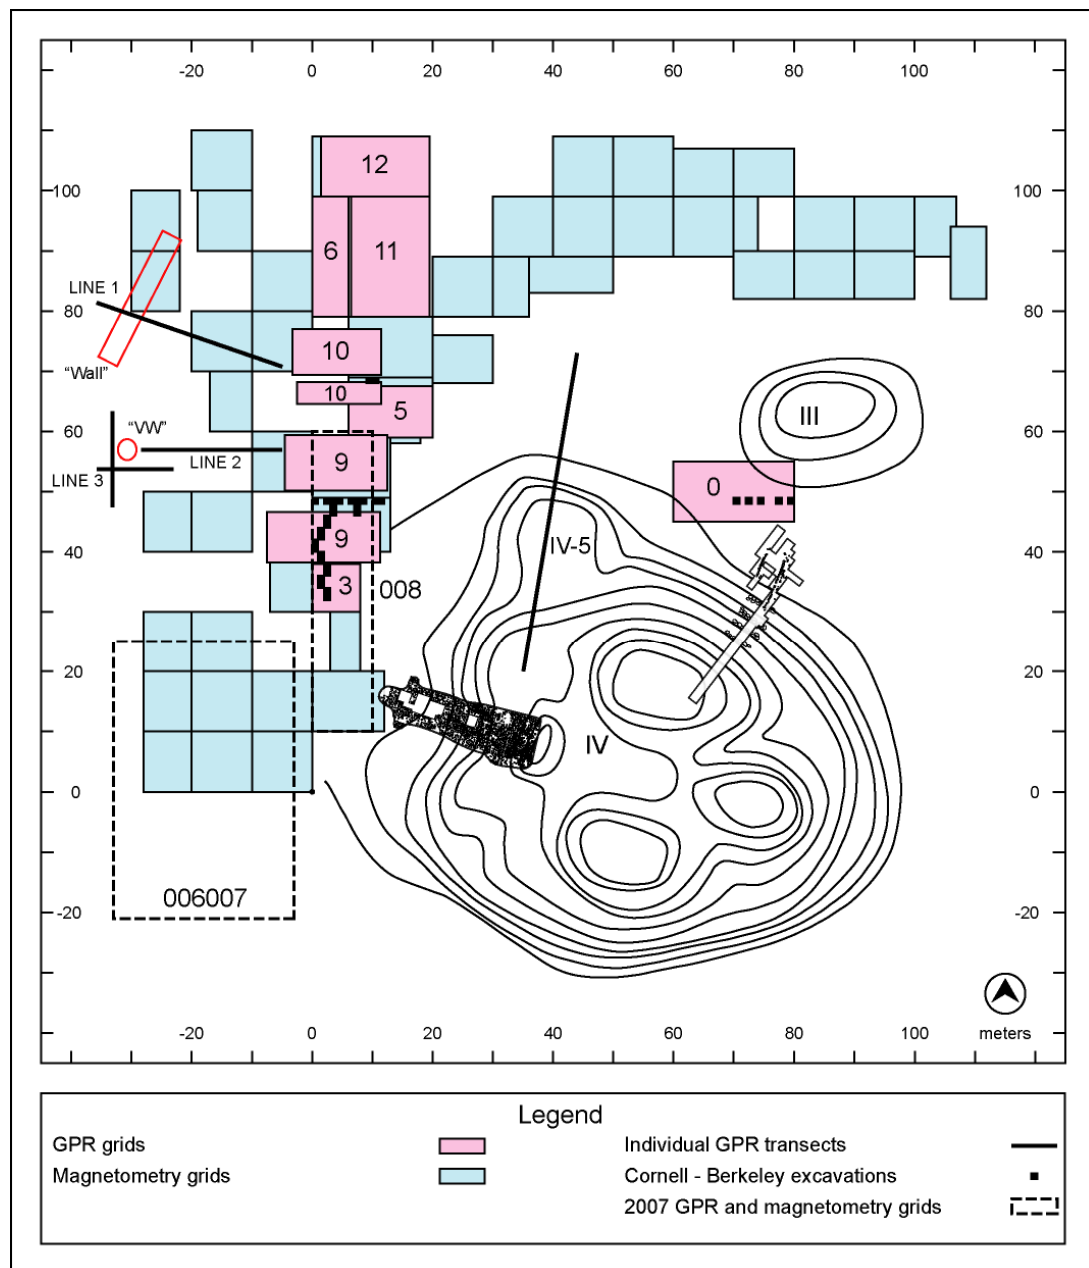 -20 0 20 40 60 80 100
12
100 100
6 11
LINE 1
80 80
10
"Wall"
10
5
III
60 60
"VW"
LINE 2
9
LINE 3
0
9
IV-5
40 40
3
008
20 20
IV
0 0
006007
-20 -20
-20 0 20 40 60 80 100
meters
Legend
GPR grids
Magnetometry grids
Individual GPR transects
Cornell - Berkeley excavations
2007 GPR and magnetometry grids